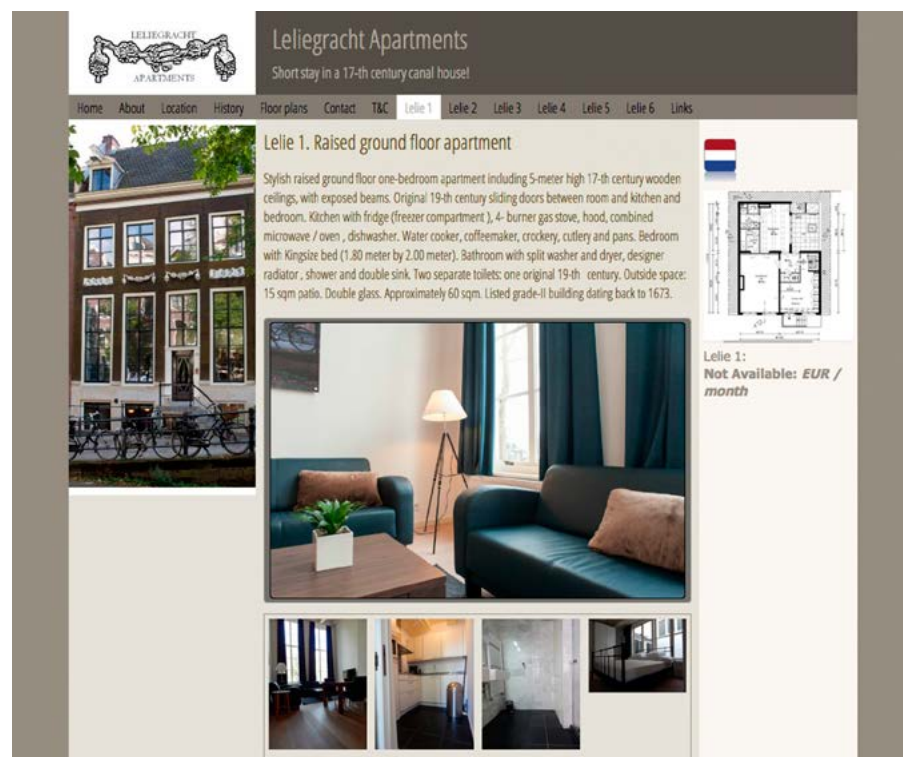 LELIEGRACHT
APARTMENTS
Leliegracht Apartments
Short stay in a 17-th century canal house!
Home About Location History Floor plans Contact T&C Lelie 1 Lelie 2 Lelie 3 Lelie 4 Lelie 5 Lelie 6 Links
Lelie 1. Raised ground floor apartment
Stylish raised ground floor one-bedroom apartment including 5-meter high 17-th century wooden
ceilings, with exposed beams. Original 19-th century sliding doors between room and kitchen and
bedroom. Kitchen with fridge (freezer compartment ), 4- burner gas stove, hood, combined
microwave / oven , dishwasher. Water cooker, coffeemaker, crockery, cutlery and pans. Bedroom
with Kingsize bed (1.80 meter by 2.00 meter). Bathroom with split washer and dryer, designer
radiator , shower and double sink. Two separate toilets: one original 19-th century. Outside space:
15 sqm patio. Double glass. Approximately 60 sqm. Listed grade-II building dating back to 1673.
Lelie 1:
Not Available: EUR /
month